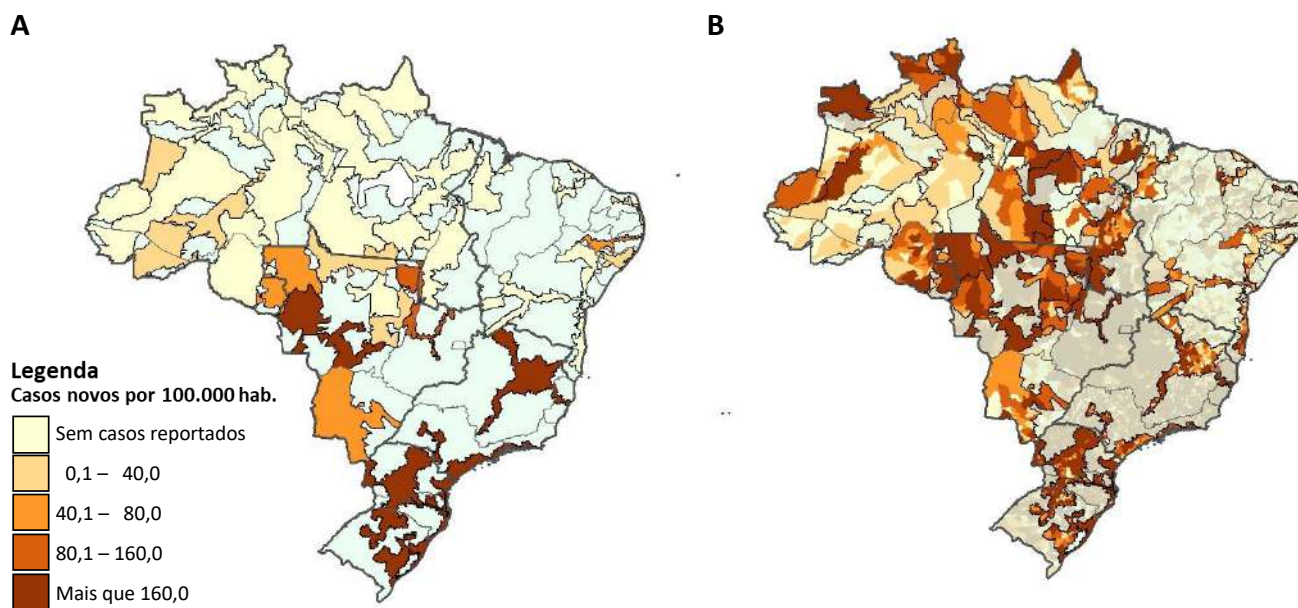 A
B
Legenda
Casos novos por 100.000 hab.
Sem casos reportados
0,1 – 40,0
40,1 – 80,0
80,1 – 160,0
Mais que 160,0